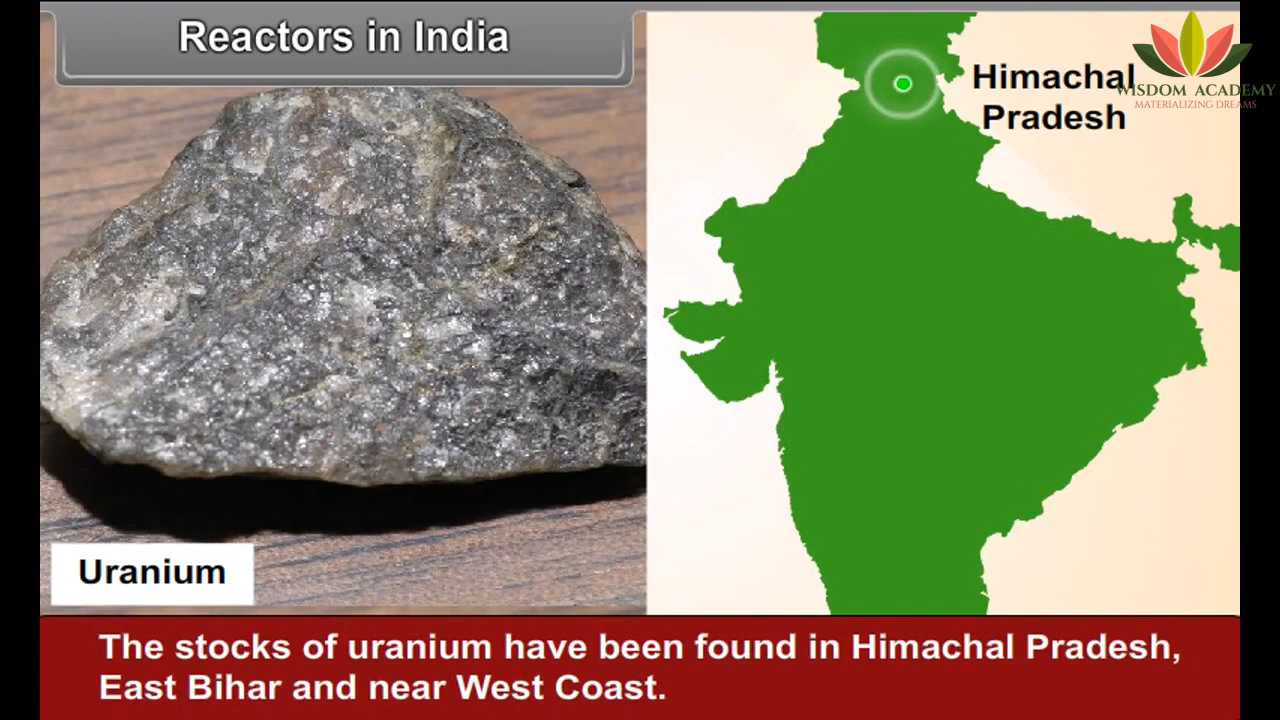 Reactors in India
Himachal
Pradesh
WISDOM ACADEMY
MATERIALIZING DREAMS
Uranium
The stocks of uranium have been found in Himachal Pradesh,
East Bihar and near West Coast.